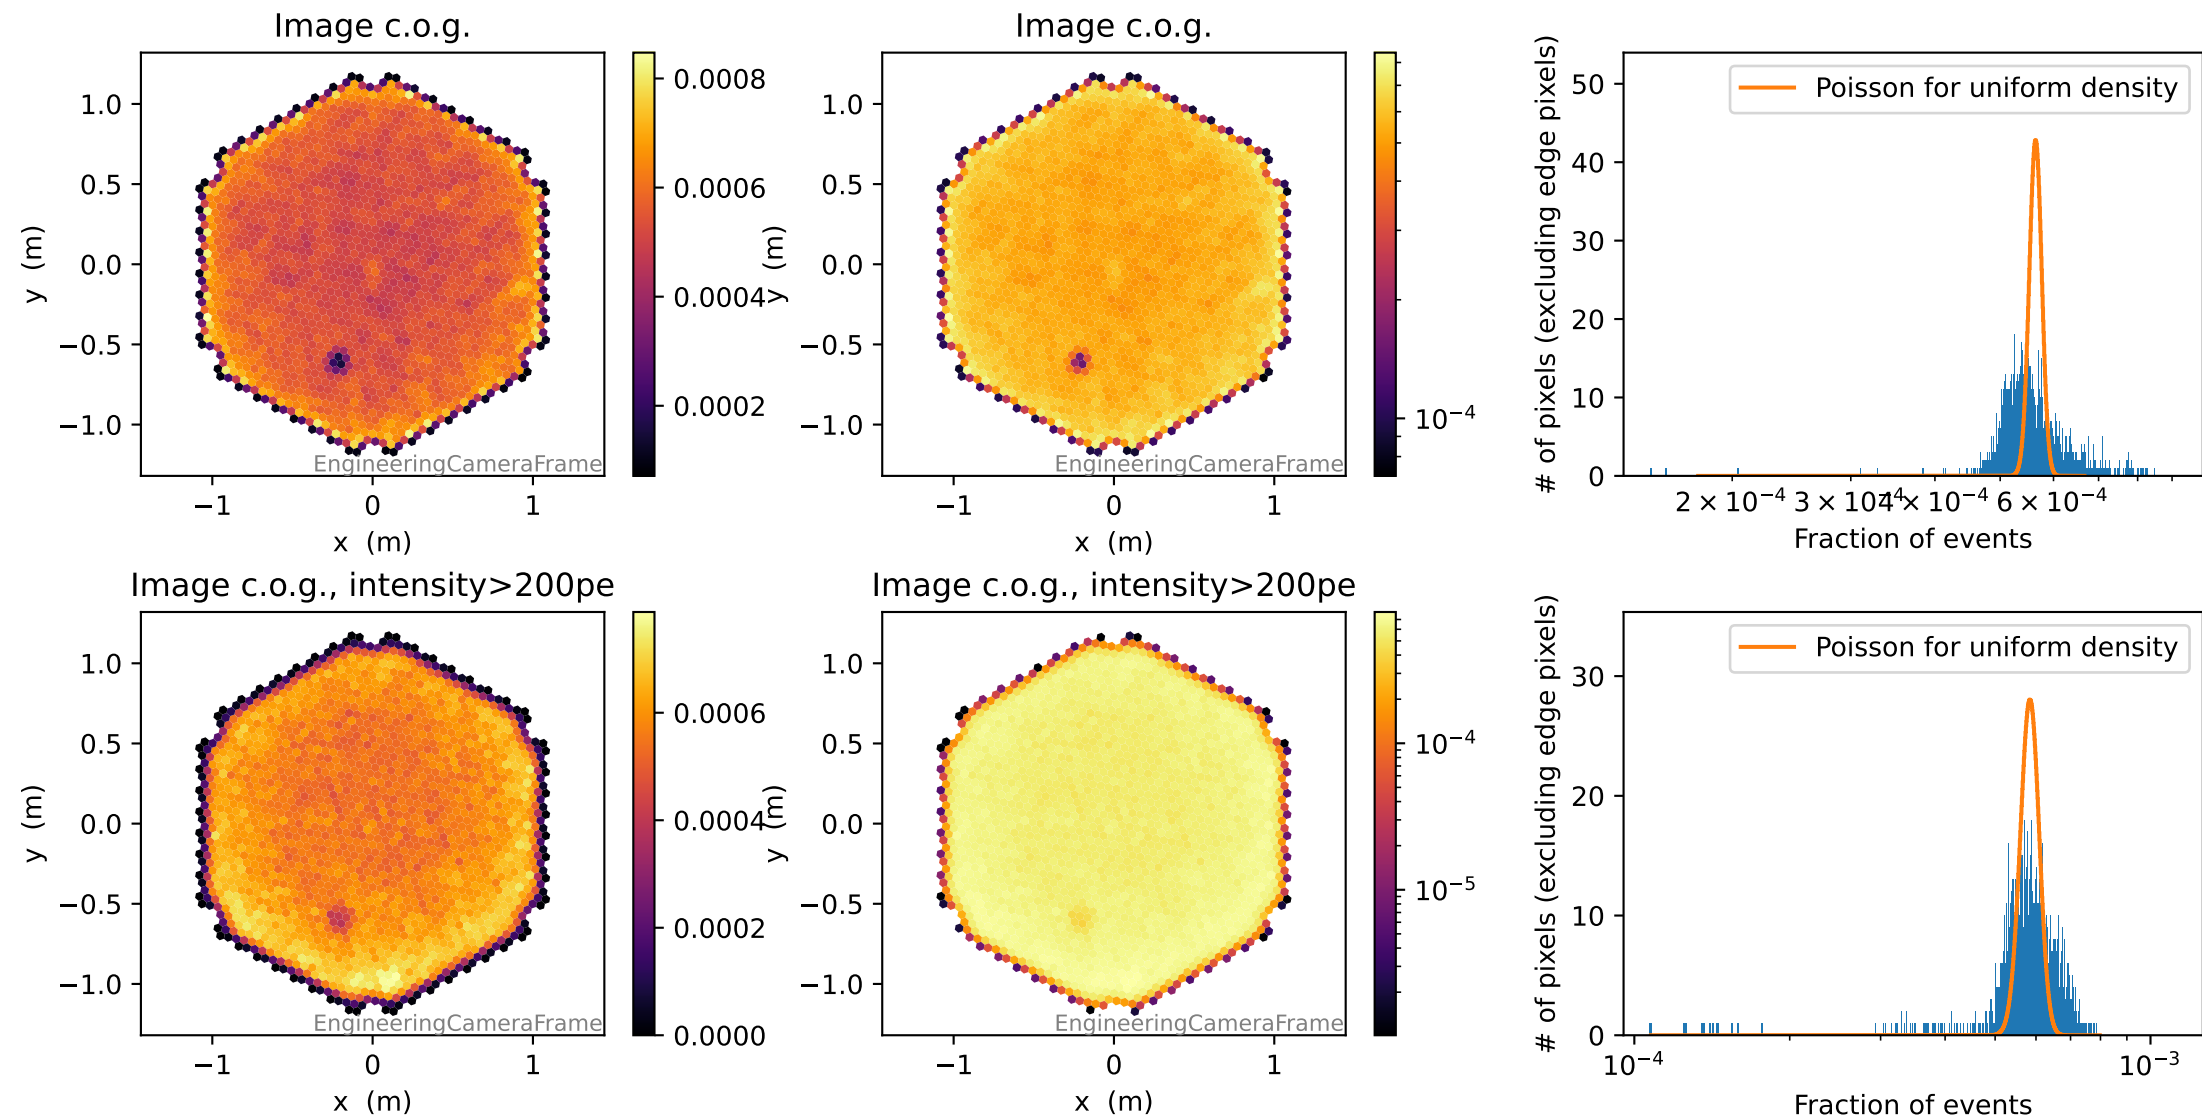 Image c.o.g.
1.0
0.5
0.0
−0.5
−1.0
y (m)
−1
0
1
x (m)
EngineeringCameraFrame
0.0008
0.0006
0.0004
0.0002
Image c.o.g.
1.0
0.5
0.0
−0.5
−1.0
y (m)
−1
0
1
x (m)
EngineeringCameraFrame
10⁻⁴
Poisson for uniform density
50
40
30
20
10
0
# of pixels (excluding edge pixels)
2 × 10⁻⁴
3 × 10⁻⁴
4 × 10⁻⁴
6 × 10⁻⁴
Fraction of events
Image c.o.g., intensity>200pe
1.0
0.5
0.0
−0.5
−1.0
y (m)
−1
0
1
x (m)
EngineeringCameraFrame
0.0006
0.0004
0.0002
0.0000
Image c.o.g., intensity>200pe
1.0
0.5
0.0
−0.5
−1.0
y (m)
−1
0
1
x (m)
EngineeringCameraFrame
10⁻⁴
10⁻⁵
Poisson for uniform density
30
20
10
0
# of pixels (excluding edge pixels)
10⁻⁴
10⁻³
Fraction of events